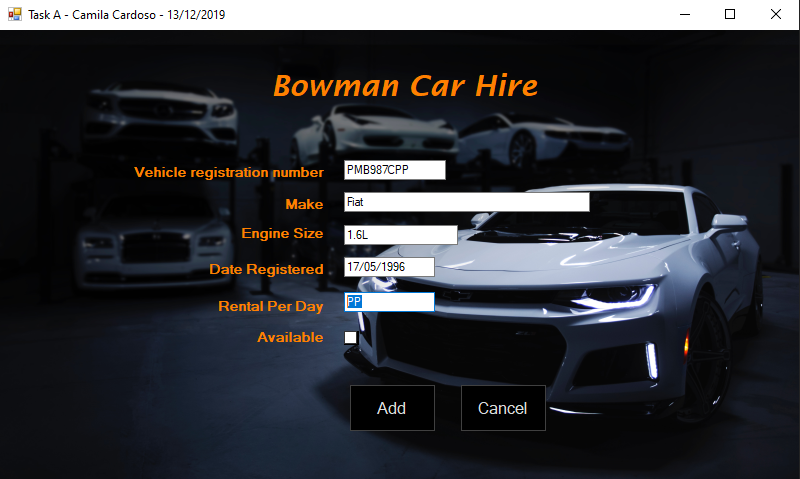 Task A - Camila Cardoso - 13/12/2019
Bowman Car Hire
Vehicle registration number PMB987CPP
Make Fiat
Engine Size 1.6L
Date Registered 17/05/1996
Rental Per Day PP
Available
Add Cancel